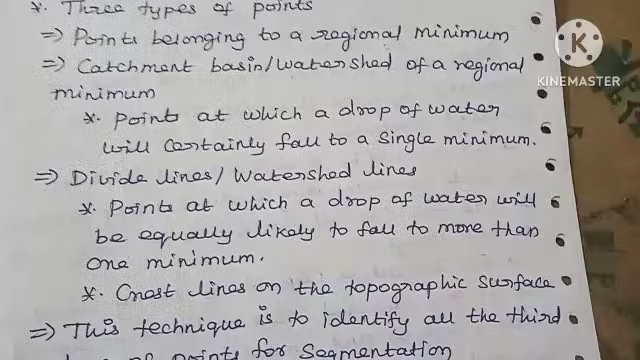 *. Three types of points
⇒ Points belonging to a regional minimum
⇒ Catchment basin/watershed of a regional
minimum
*. Points at which a drop of water
will certainly fall to a single minimum.
⇒ Divide lines/Watershed lines
*. Points at which a drop of water will
be equally likely to fall to more than
one minimum.
*. Crest lines on the topographic surface
⇒ This technique is to identify all the third
points for segmentation
KINEMASTER